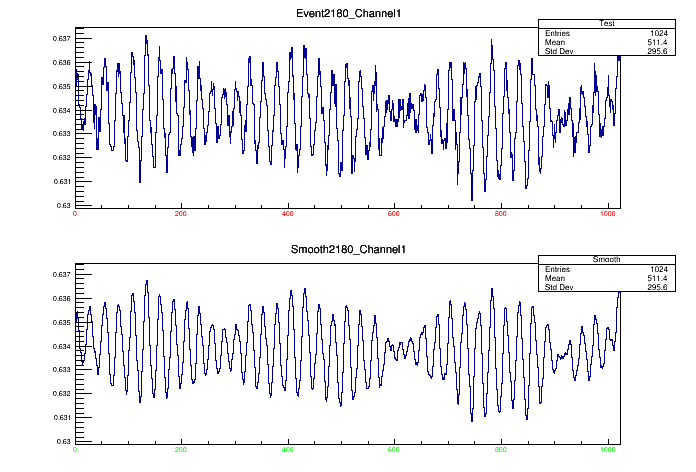 Event2180_Channel1
Test
Entries 1024
Mean 511.4
Std Dev 295.6
0.637
0.636
0.635
0.634
0.633
0.632
0.631
0.63
0 200 400 600 800 1000
Smooth2180_Channel1
Smooth
Entries 1024
Mean 511.4
Std Dev 295.6
0.637
0.636
0.635
0.634
0.633
0.632
0.631
0.63
0 200 400 600 800 1000